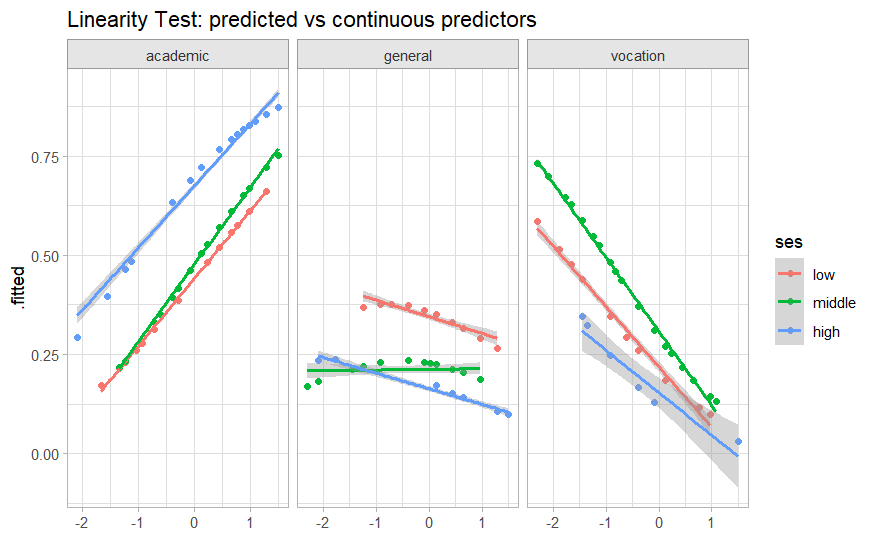 Linearity Test: predicted vs continuous predictors
academic general vocation
.fitted
0.75
0.50
0.25
0.00
-2 -1 0 1 -2 -1 0 1 -2 -1 0 1
ses
low
middle
high